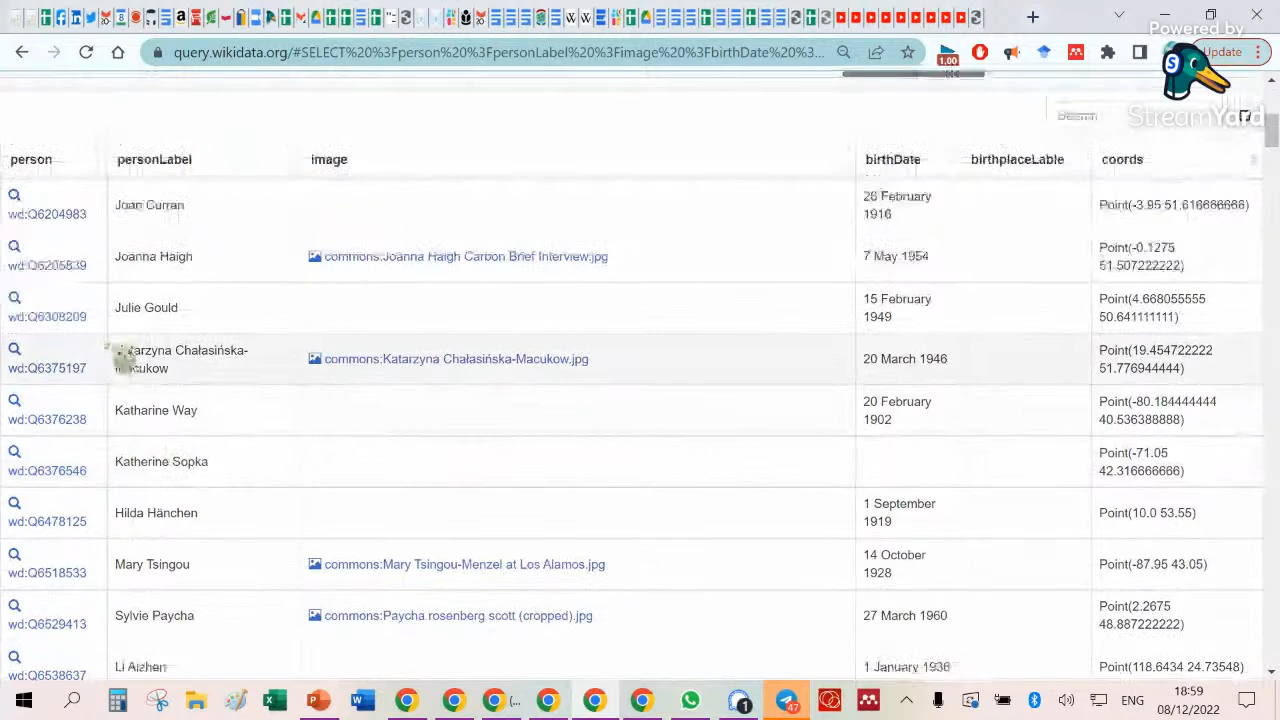 Powered by
query.wikidata.org/#SELECT%20%3Fperson%20%3FpersonLabel%20%3Fimage%20%3FbirthDate%20%3...
1,00
Update
StreamYard
person personLabel image birthDate birthplaceLable coords
wd:Q6204983 Joan Curran 26 February 1916 Point(-3.95 51.616666666)
Joanna Haigh commons:Joanna Haigh Carbon Brief Interview.jpg 7 May 1954 Point(-0.1275 51.507222222)
wd:Q6308209 Julie Gould 15 February 1949 Point(4.668055555 50.641111111)
wd:Q6375197 commons:Katarzyna Chałasińska-Macukow.jpg 20 March 1946 Point(19.454722222 51.776944444)
wd:Q6376238 Katharine Way 20 February 1902 Point(-80.184444444 40.536388888)
wd:Q6376546 Katherine Sopka Point(-71.05 42.316666666)
wd:Q6478125 Hilda Hänchen 1 September 1919 Point(10.0 53.55)
wd:Q6518533 Mary Tsingou commons:Mary Tsingou-Menzel at Los Alamos.jpg 14 October 1928 Point(-87.95 43.05)
wd:Q6529413 Sylvie Paycha commons:Paycha rosenberg scott (cropped).jpg 27 March 1960 Point(2.2675 48.887222222)
wd:Q6538637 Li Aizhen 1 January 1936 Point(118.6434 24.73548)
47
1
ENG
18:59
08/12/2022